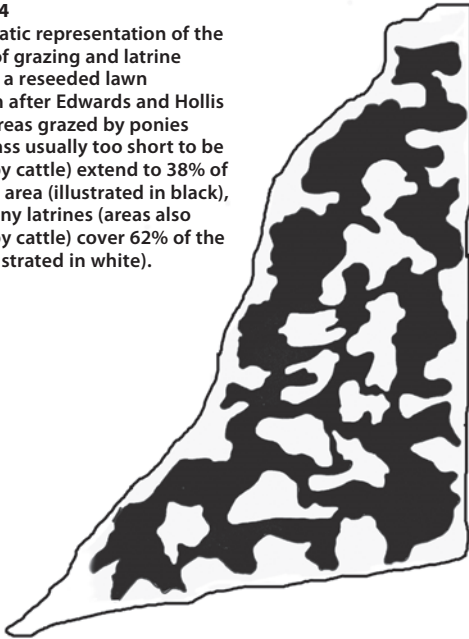 4
atic representation of the
of grazing and latrine
a reseeded lawn
after Edwards and Hollis
reas grazed by ponies
ass usually too short to be
by cattle) extend to 38% of
area (illustrated in black),
ny latrines (areas also
by cattle) cover 62% of the
strated in white).